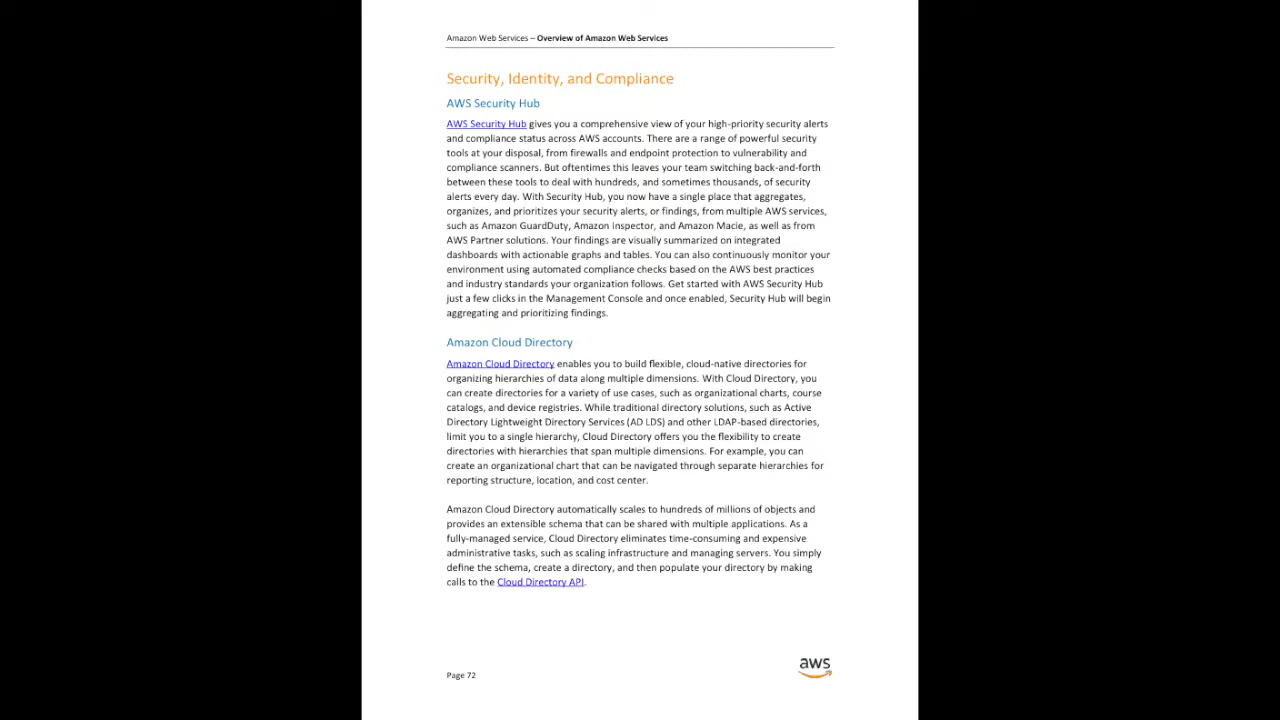 Amazon Web Services – Overview of Amazon Web Services
Security, Identity, and Compliance
AWS Security Hub
AWS Security Hub gives you a comprehensive view of your high-priority security alerts
and compliance status across AWS accounts. There are a range of powerful security
tools at your disposal, from firewalls and endpoint protection to vulnerability and
compliance scanners. But oftentimes this leaves your team switching back-and-forth
between these tools to deal with hundreds, and sometimes thousands, of security
alerts every day. With Security Hub, you now have a single place that aggregates,
organizes, and prioritizes your security alerts, or findings, from multiple AWS services,
such as Amazon GuardDuty, Amazon Inspector, and Amazon Macie, as well as from
AWS Partner solutions. Your findings are visually summarized on integrated
dashboards with actionable graphs and tables. You can also continuously monitor your
environment using automated compliance checks based on the AWS best practices
and industry standards your organization follows. Get started with AWS Security Hub
just a few clicks in the Management Console and once enabled, Security Hub will begin
aggregating and prioritizing findings.
Amazon Cloud Directory
Amazon Cloud Directory enables you to build flexible, cloud-native directories for
organizing hierarchies of data along multiple dimensions. With Cloud Directory, you
can create directories for a variety of use cases, such as organizational charts, course
catalogs, and device registries. While traditional directory solutions, such as Active
Directory Lightweight Directory Services (AD LDS) and other LDAP-based directories,
limit you to a single hierarchy, Cloud Directory offers you the flexibility to create
directories with hierarchies that span multiple dimensions. For example, you can
create an organizational chart that can be navigated through separate hierarchies for
reporting structure, location, and cost center.
Amazon Cloud Directory automatically scales to hundreds of millions of objects and
provides an extensible schema that can be shared with multiple applications. As a
fully-managed service, Cloud Directory eliminates time-consuming and expensive
administrative tasks, such as scaling infrastructure and managing servers. You simply
define the schema, create a directory, and then populate your directory by making
calls to the Cloud Directory API.
aws
Page 72